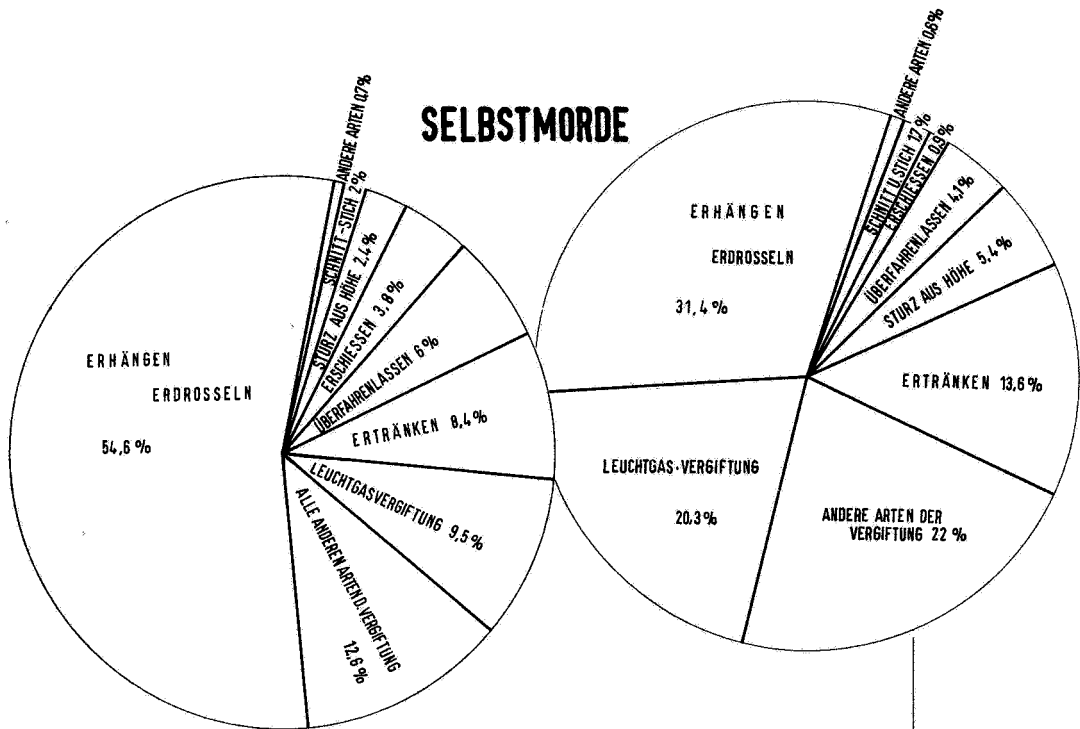 SELBSTMORDE
ANDERE ARTEN 0,7%
SCHNITT-STICH 2%
STURZ AUS HÖHE 2,4%
ERSCHIESSEN 3,8%
ÜBERFAHRENLASSEN 6%
ERTRÄNKEN 8,4%
LEUCHTGASVERGIFTUNG 9,5%
ALLE ANDEREN ARTEN D. VERGIFTUNG
12,6%
ERHÄNGEN
ERDROSSELN
54,6%
ANDERE ARTEN 0,6%
SCHNITT U. STICH 1,7%
ERSCHIESSEN 0,9%
ÜBERFAHRENLASSEN 4,1%
STURZ AUS HÖHE 5,4%
ERTRÄNKEN 13,6%
ANDERE ARTEN DER
VERGIFTUNG 22%
LEUCHTGAS-VERGIFTUNG
20,3%
ERHÄNGEN
ERDROSSELN
31,4%